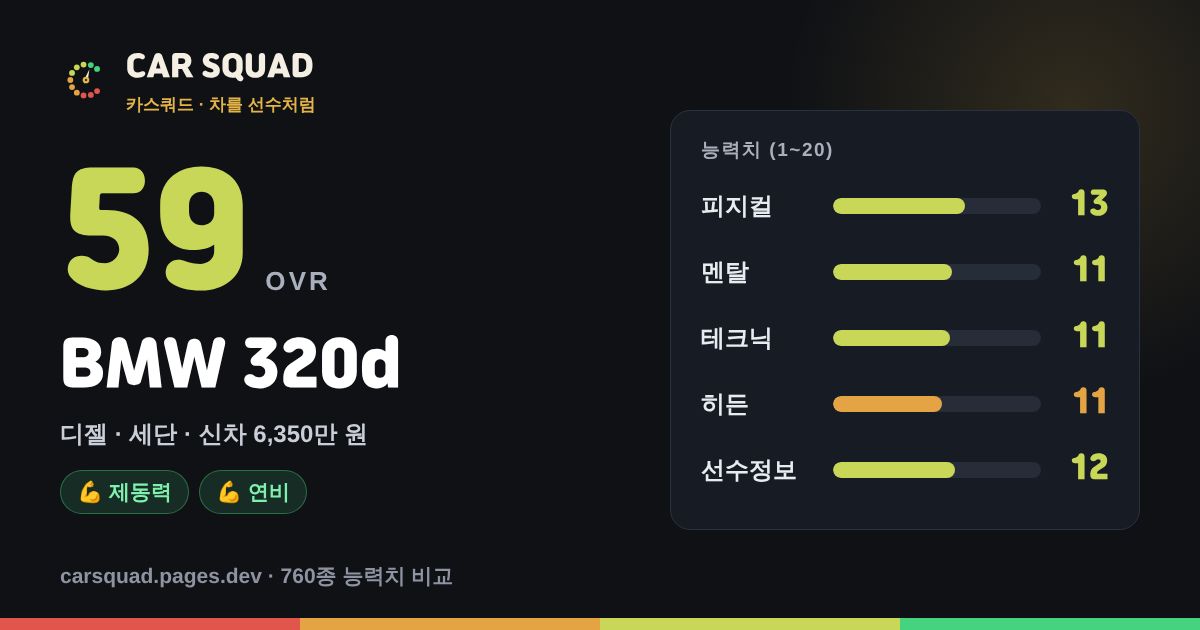 CAR SQUAD
카스쿼드 · 차를 선수처럼
59 OVR
BMW 320d
디젤 · 세단 · 신차 6,350만 원
💪 제동력 💪 연비
carsquad.pages.dev · 760종 능력치 비교
능력치 (1~20)
피지컬 13
멘탈 11
테크닉 11
히든 11
선수정보 12